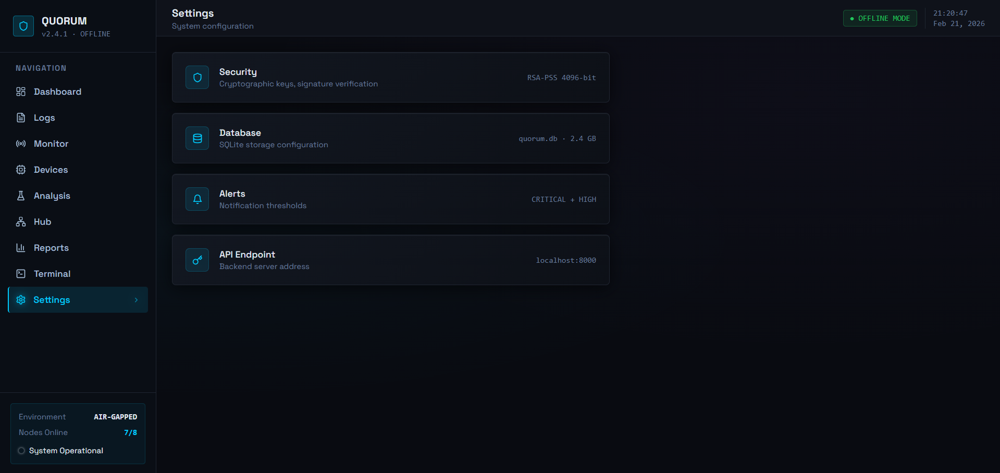 QUORUM
v2.4.1 · OFFLINE
NAVIGATION
Dashboard
Logs
Monitor
Devices
Analysis
Hub
Reports
Terminal
Settings
Environment AIR-GAPPED
Nodes Online 7/8
System Operational
Settings
System configuration
OFFLINE MODE
21:20:47
Feb 21, 2026
Security
Cryptographic keys, signature verification
RSA-PSS 4096-bit
Database
SQLite storage configuration
quorum.db · 2.4 GB
Alerts
Notification thresholds
CRITICAL + HIGH
API Endpoint
Backend server address
localhost:8000